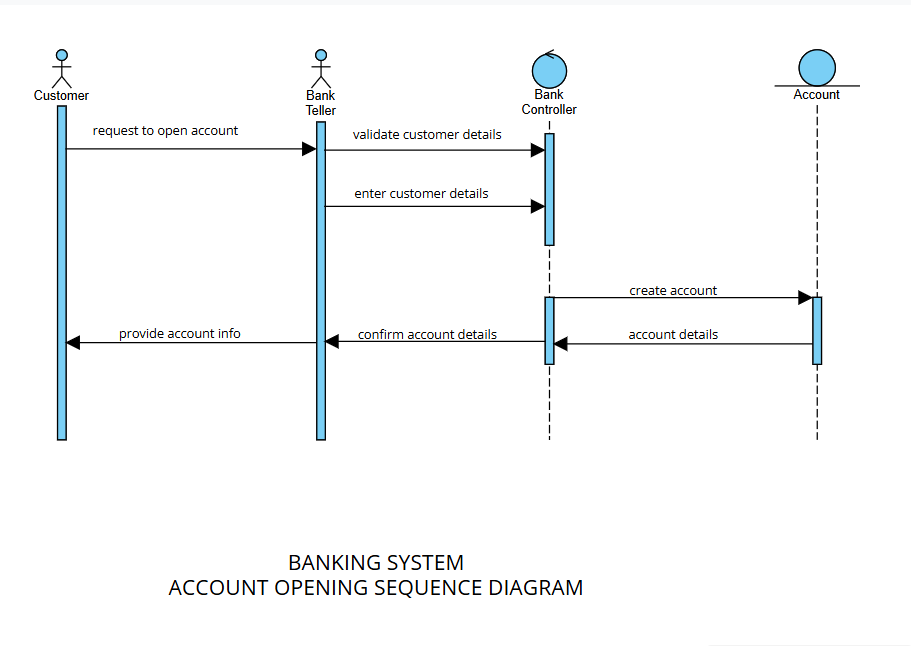 Customer
Bank
Teller
Bank
Controller
Account
request to open account
validate customer details
enter customer details
create account
provide account info
confirm account details
account details
BANKING SYSTEM
ACCOUNT OPENING SEQUENCE DIAGRAM